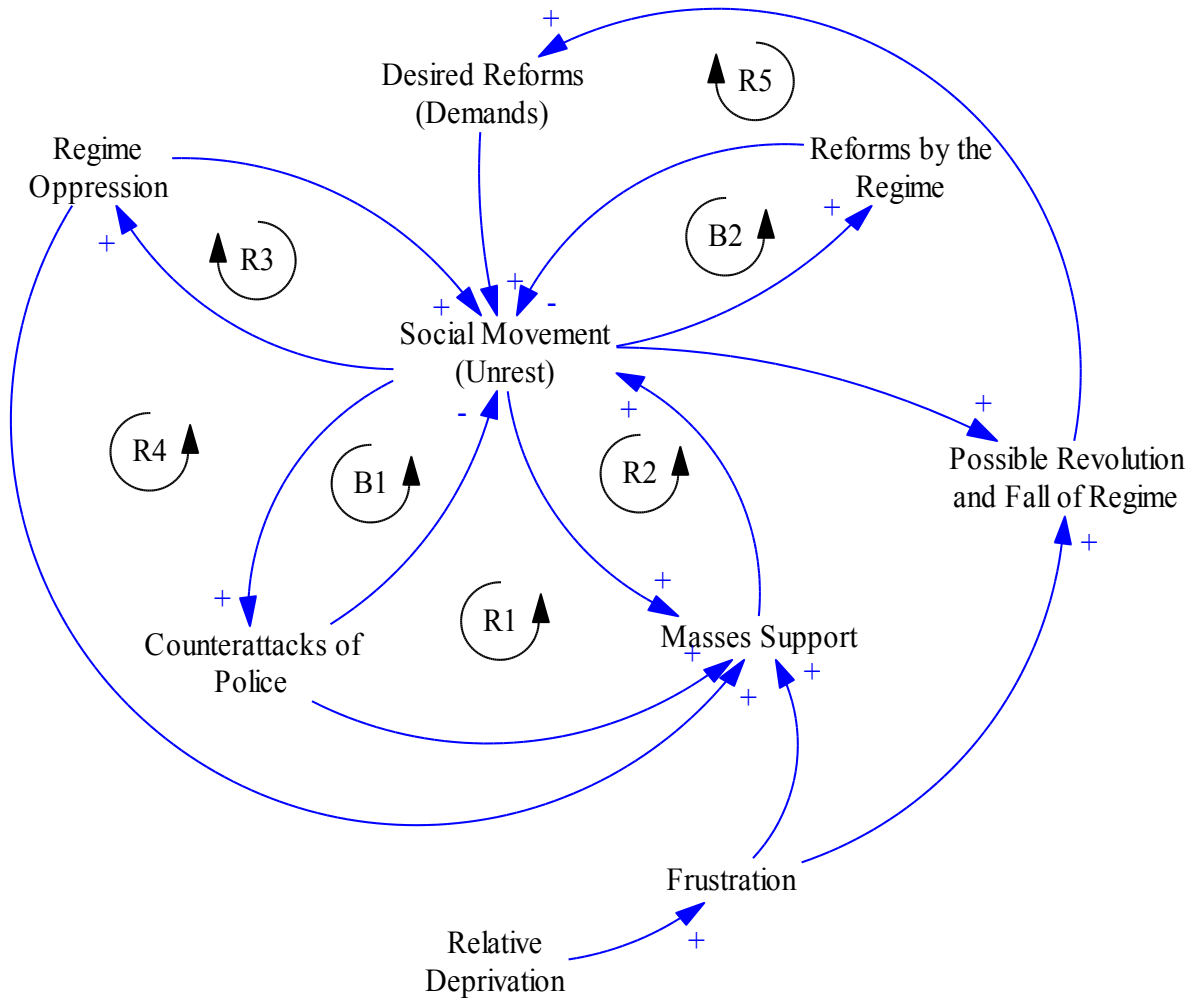 +
Desired Reforms
(Demands)
R5
Regime
Oppression
Reforms by the
Regime
+
+
B2
R3
+
+
-
Social Movement
(Unrest)
+
-
+
R4
B1
R2
Possible Revolution
and Fall of Regime
+
+
+
R1
Counterattacks of
Police
Masses Support
+
+
+
Frustration
Relative
Deprivation
+